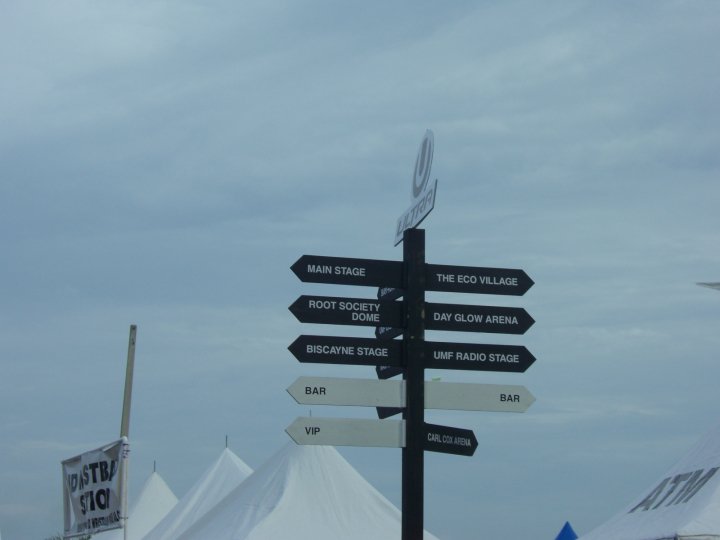 ULTRA
MAIN STAGE
THE ECO VILLAGE
ROOT SOCIETY
DOME
DAY GLOW ARENA
BISCAYNE STAGE
UMF RADIO STAGE
BAR
BAR
VIP
CARL COX ARENA
ATM